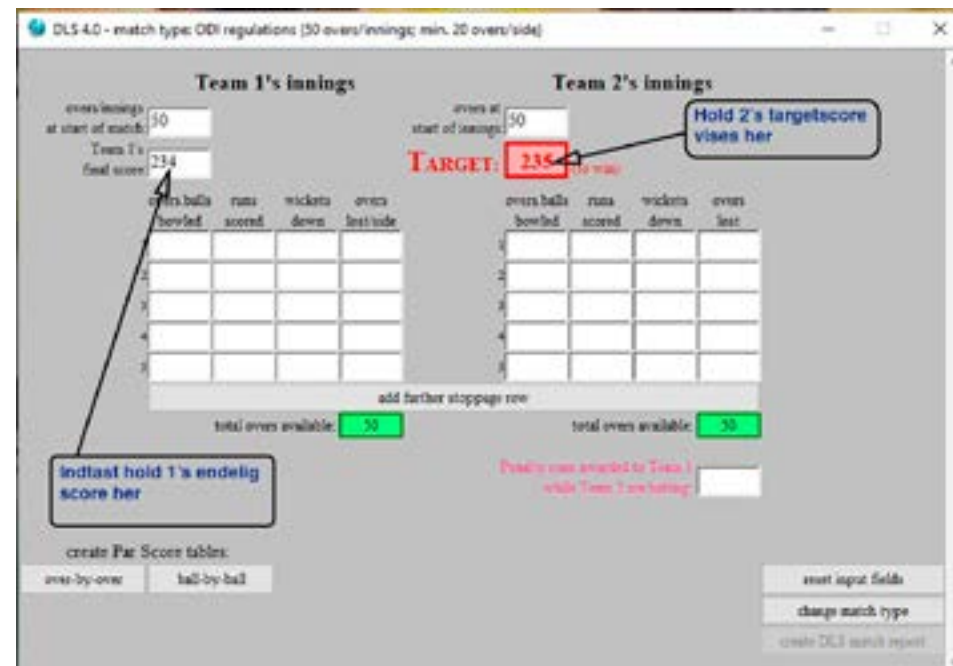 DLS 4.0 - match type: ODI regulations (50 overs/innings; min. 20 overs/side)
Team 1's innings
Team 2's innings
overs/innings
at start of match: 50
overs at
start of innings: 50
Hold 2's targetscore
vises her
Team 1's
final score: 234
TARGET: 235 (to win)
overs.balls runs wickets overs
bowled scored down lost/side
overs.balls runs wickets overs
bowled scored down lost
1
2
3
4
5
1
2
3
4
5
add further stoppage row
total overs available: 50
total overs available: 50
Indtast hold 1's endelig
score her
Penalty runs awarded to Team 1
while Team 2 are batting:
create Par Score tables:
over-by-over ball-by-ball
reset input fields
change match type
create DLS match report